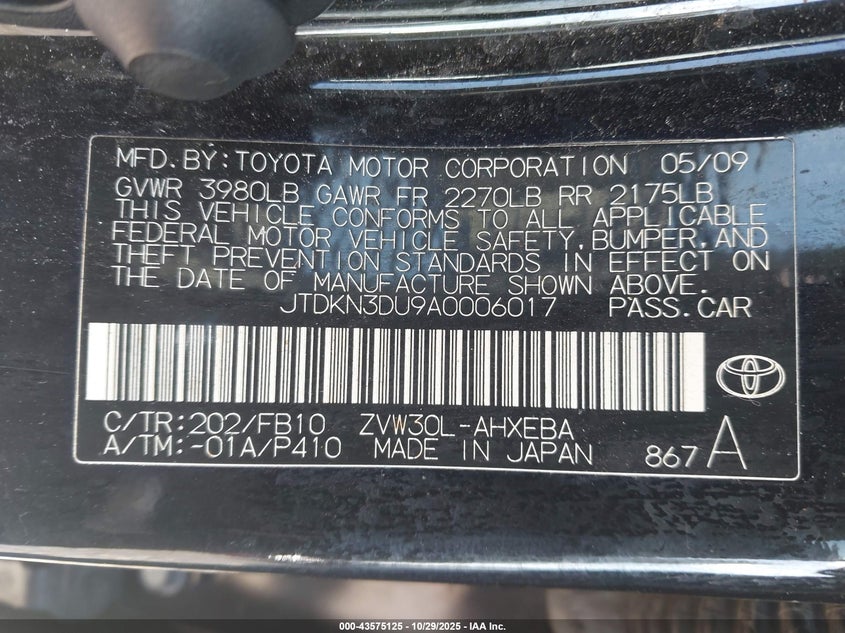 MFD.BY:TOYOTA MOTOR CORPORATION 05/09
GVWR 3980LB GAWR FR 2270LB RR 2175LB
THIS VEHICLE CONFORMS TO ALL APPLICABLE
FEDERAL MOTOR VEHICLE SAFETY,BUMPER,AND
THEFT PREVENTION STANDARDS IN EFFECT ON
THE DATE OF MANUFACTURE SHOWN ABOVE.
JTDKN3DU9A0006017 PASS.CAR
C/TR:202/FB10 ZVW30L-AHXEBA
A/TM:-01A/P410 MADE IN JAPAN 867 A
000-43575125 - 10/29/2025 - IAA Inc.